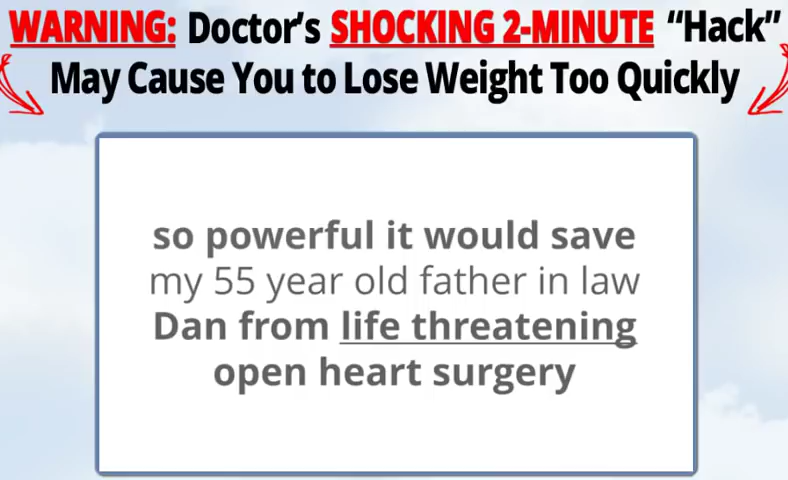 WARNING: Doctor's SHOCKING 2-MINUTE “Hack”
May Cause You to Lose Weight Too Quickly
so powerful it would save
my 55 year old father in law
Dan from life threatening
open heart surgery